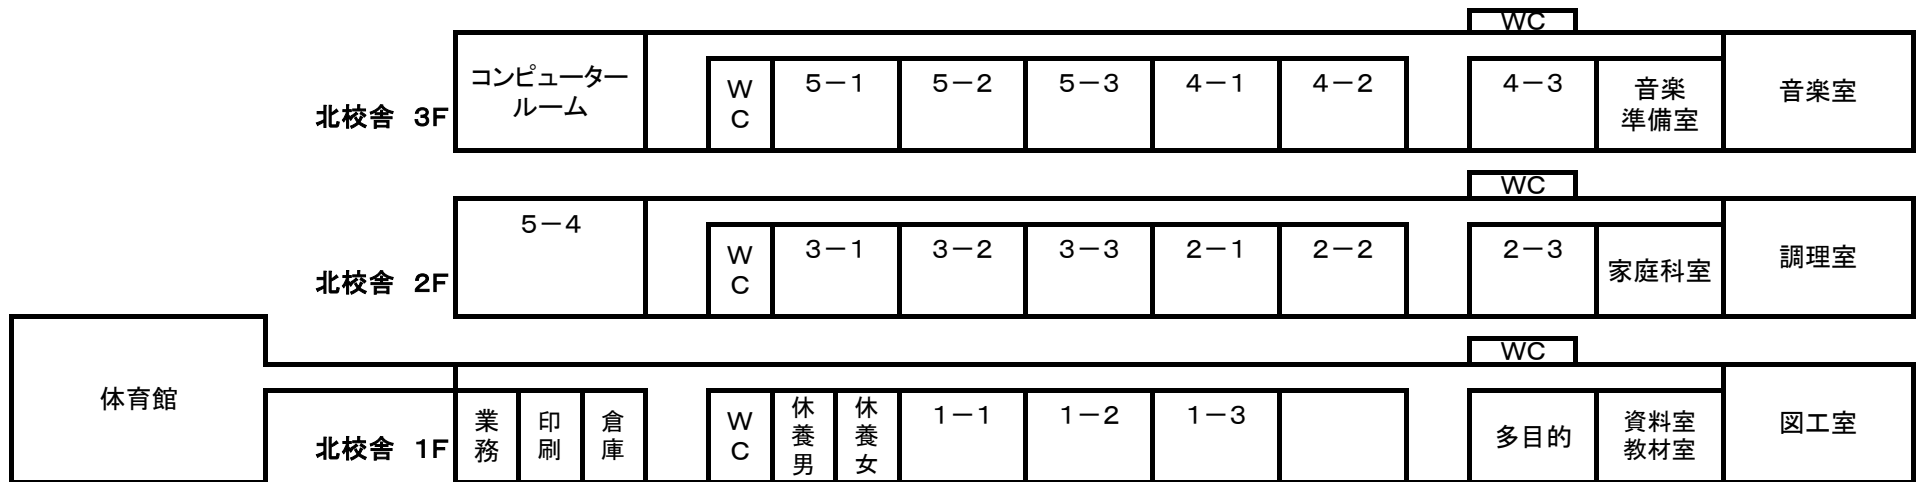 WC
コンピューター
ルーム
北校舎　3F
WC
5－1
5－2
5－3
4－1
4－2
4－3
音楽
準備室
音楽室
WC
5－4
北校舎　2F
WC
3－1
3－2
3－3
2－1
2－2
2－3
家庭科室
調理室
WC
体育館
北校舎　1F
業務
印刷
倉庫
WC
休養男
休養女
1－1
1－2
1－3
多目的
資料室
教材室
図工室